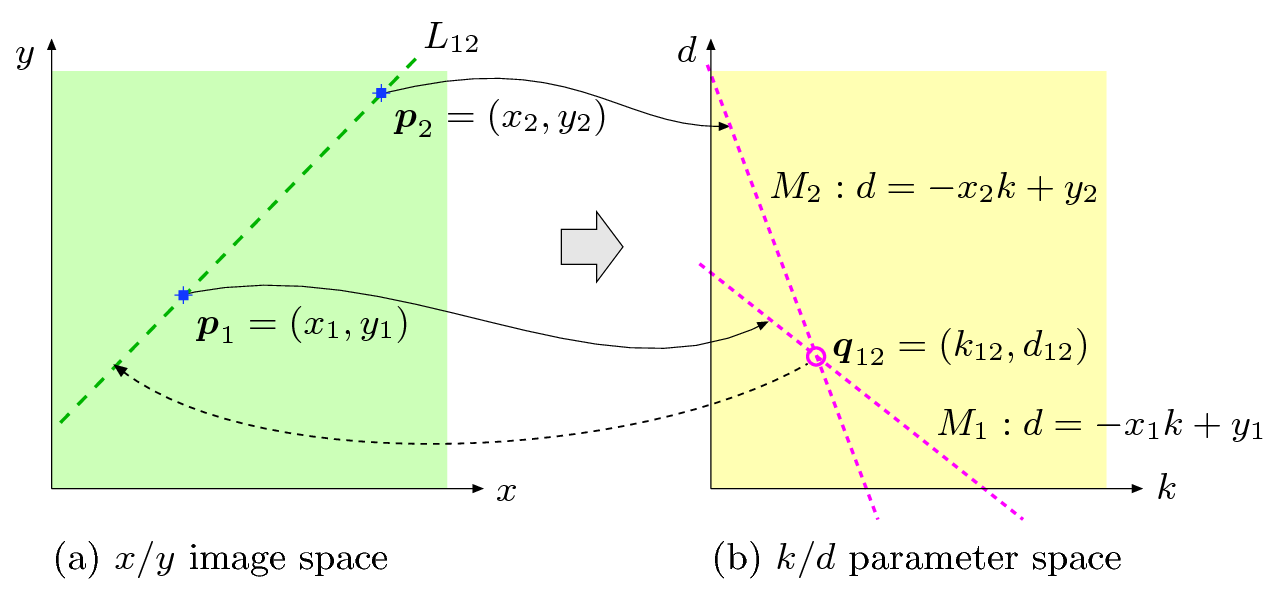 L₁₂
y
d
𝒑₂ = (x₂, y₂)
M₂ : d = −x₂k + y₂
𝒑₁ = (x₁, y₁)
𝒒₁₂ = (k₁₂, d₁₂)
M₁ : d = −x₁k + y₁
x
k
(a) x/y image space
(b) k/d parameter space